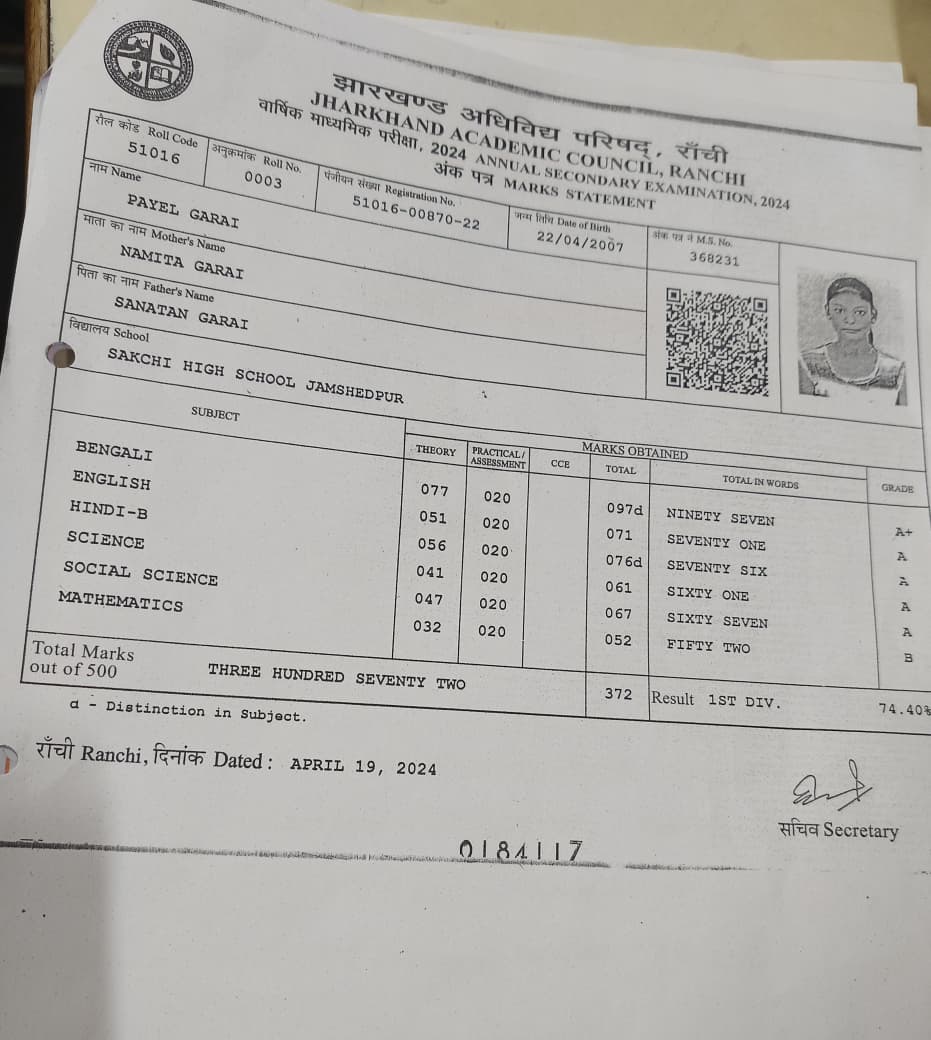 झारखण्ड अधिविद्य परिषद्, राँची
JHARKHAND ACADEMIC COUNCIL, RANCHI
वार्षिक माध्यमिक परीक्षा, 2024 ANNUAL SECONDARY EXAMINATION, 2024
अंक पत्र MARKS STATEMENT
रौल कोड Roll Code
51016
अनुक्रमांक Roll No.
0003
पंजीयन संख्या Registration No.
51016-00870-22
जन्म तिथि Date of Birth
22/04/2007
अंक पत्र नं M.S. No.
368231
नाम Name
PAYEL GARAI
माता का नाम Mother's Name
NAMITA GARAI
पिता का नाम Father's Name
SANATAN GARAI
विद्यालय School
SAKCHI HIGH SCHOOL JAMSHEDPUR
SUBJECT MARKS OBTAINED
THEORY PRACTICAL/ ASSESSMENT CCE TOTAL TOTAL IN WORDS GRADE
BENGALI 077 020 097d NINETY SEVEN A+
ENGLISH 051 020 071 SEVENTY ONE A
HINDI-B 056 020 076d SEVENTY SIX A
SCIENCE 041 020 061 SIXTY ONE A
SOCIAL SCIENCE 047 020 067 SIXTY SEVEN A
MATHEMATICS 032 020 052 FIFTY TWO B
Total Marks
out of 500 THREE HUNDRED SEVENTY TWO 372 Result 1ST DIV. 74.40%
d - Distinction in Subject.
राँची Ranchi, दिनांक Dated : APRIL 19, 2024
सचिव Secretary
0184117